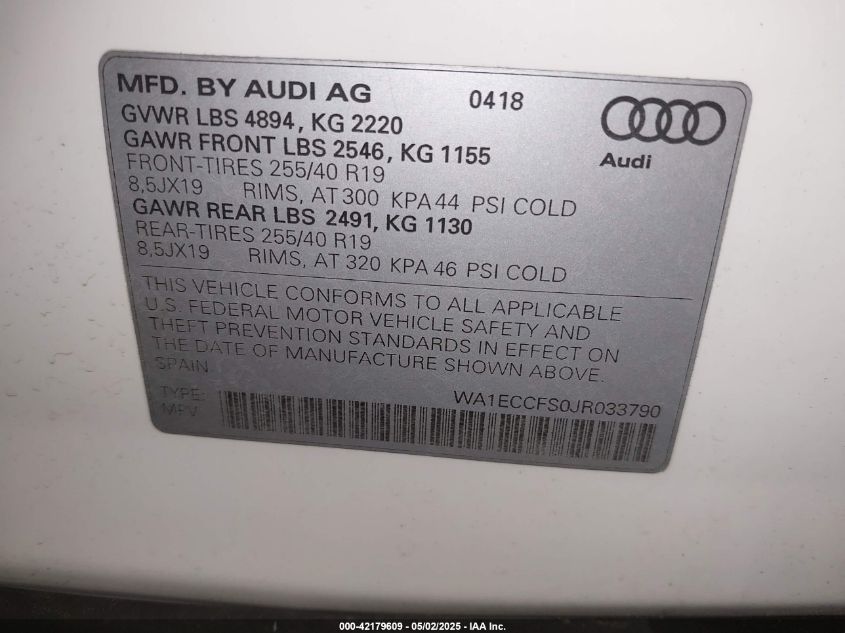 MFD. BY AUDI AG 0418
GVWR LBS 4894, KG 2220
GAWR FRONT LBS 2546, KG 1155
FRONT-TIRES 255/40 R19
8,5JX19 RIMS, AT 300 KPA 44 PSI COLD
GAWR REAR LBS 2491, KG 1130
REAR-TIRES 255/40 R19
8,5JX19 RIMS, AT 320 KPA 46 PSI COLD
Audi
THIS VEHICLE CONFORMS TO ALL APPLICABLE
U.S. FEDERAL MOTOR VEHICLE SAFETY AND
THEFT PREVENTION STANDARDS IN EFFECT ON
THE DATE OF MANUFACTURE SHOWN ABOVE.
SPAIN
WA1ECCFS0JR033790
TYPE:
MPV
000-42179609 - 05/02/2025 - IAA Inc.